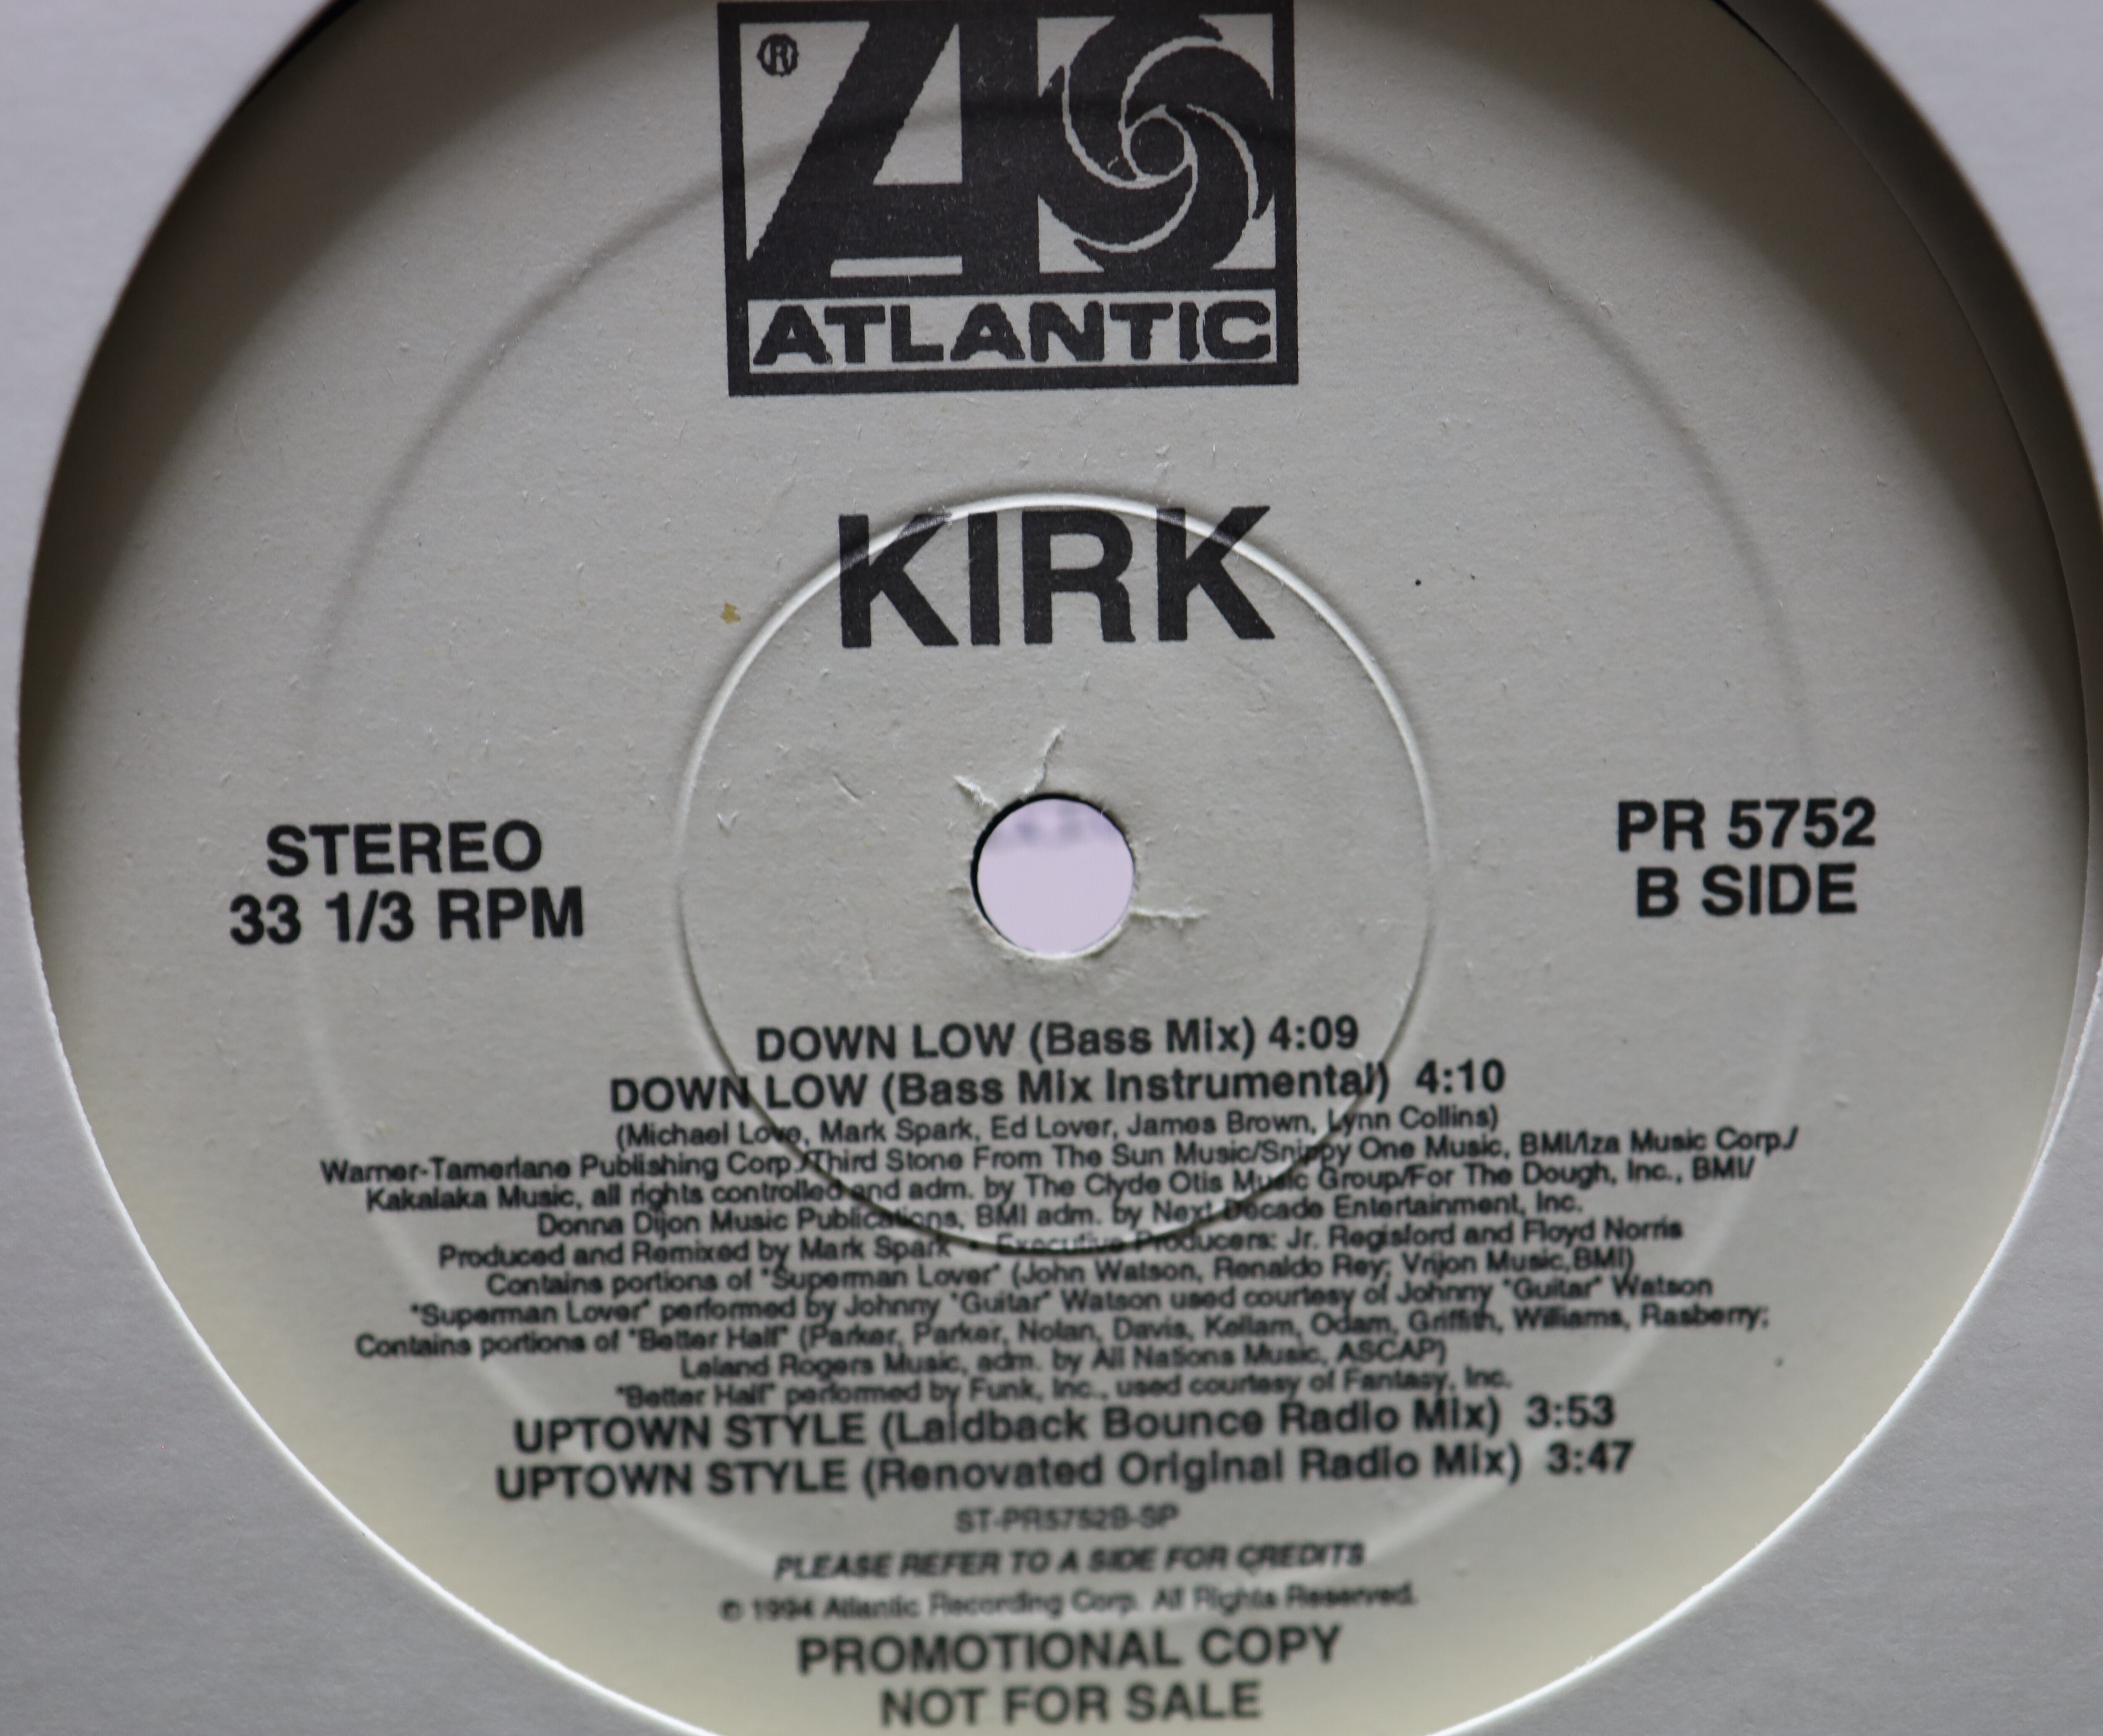 ®
ATLANTIC
KIRK
STEREO
33 1/3 RPM
PR 5752
B SIDE
DOWN LOW (Bass Mix) 4:09
DOWN LOW (Bass Mix Instrumental) 4:10
(Michael Love, Mark Spark, Ed Lover, James Brown, Lynn Collins)
Warner-Tamerlane Publishing Corp./Third Stone From The Sun Music/Snippy One Music, BMI/Iza Music Corp./
Kakalaka Music, all rights controlled and adm. by The Clyde Otis Music Group/For The Dough, Inc., BMI/
Donna Dijon Music Publications, BMI adm. by Next Decade Entertainment, Inc.
Produced and Remixed by Mark Spark • Executive Producers: Jr. Regisford and Floyd Norris
Contains portions of "Superman Lover" (John Watson, Renaldo Rey; Vrijon Music,BMI)
"Superman Lover" performed by Johnny "Guitar" Watson used courtesy of Johnny "Guitar" Watson
Contains portions of "Better Half" (Parker, Parker, Nolan, Davis, Kellam, Odam, Griffith, Williams, Rasberry;
Leland Rogers Music, adm. by All Nations Music, ASCAP)
"Better Half" performed by Funk, Inc., used courtesy of Fantasy, Inc.
UPTOWN STYLE (Laidback Bounce Radio Mix) 3:53
UPTOWN STYLE (Renovated Original Radio Mix) 3:47
ST-PR5752B-SP
PLEASE REFER TO A SIDE FOR CREDITS
© 1994 Atlantic Recording Corp. All Rights Reserved.
PROMOTIONAL COPY
NOT FOR SALE